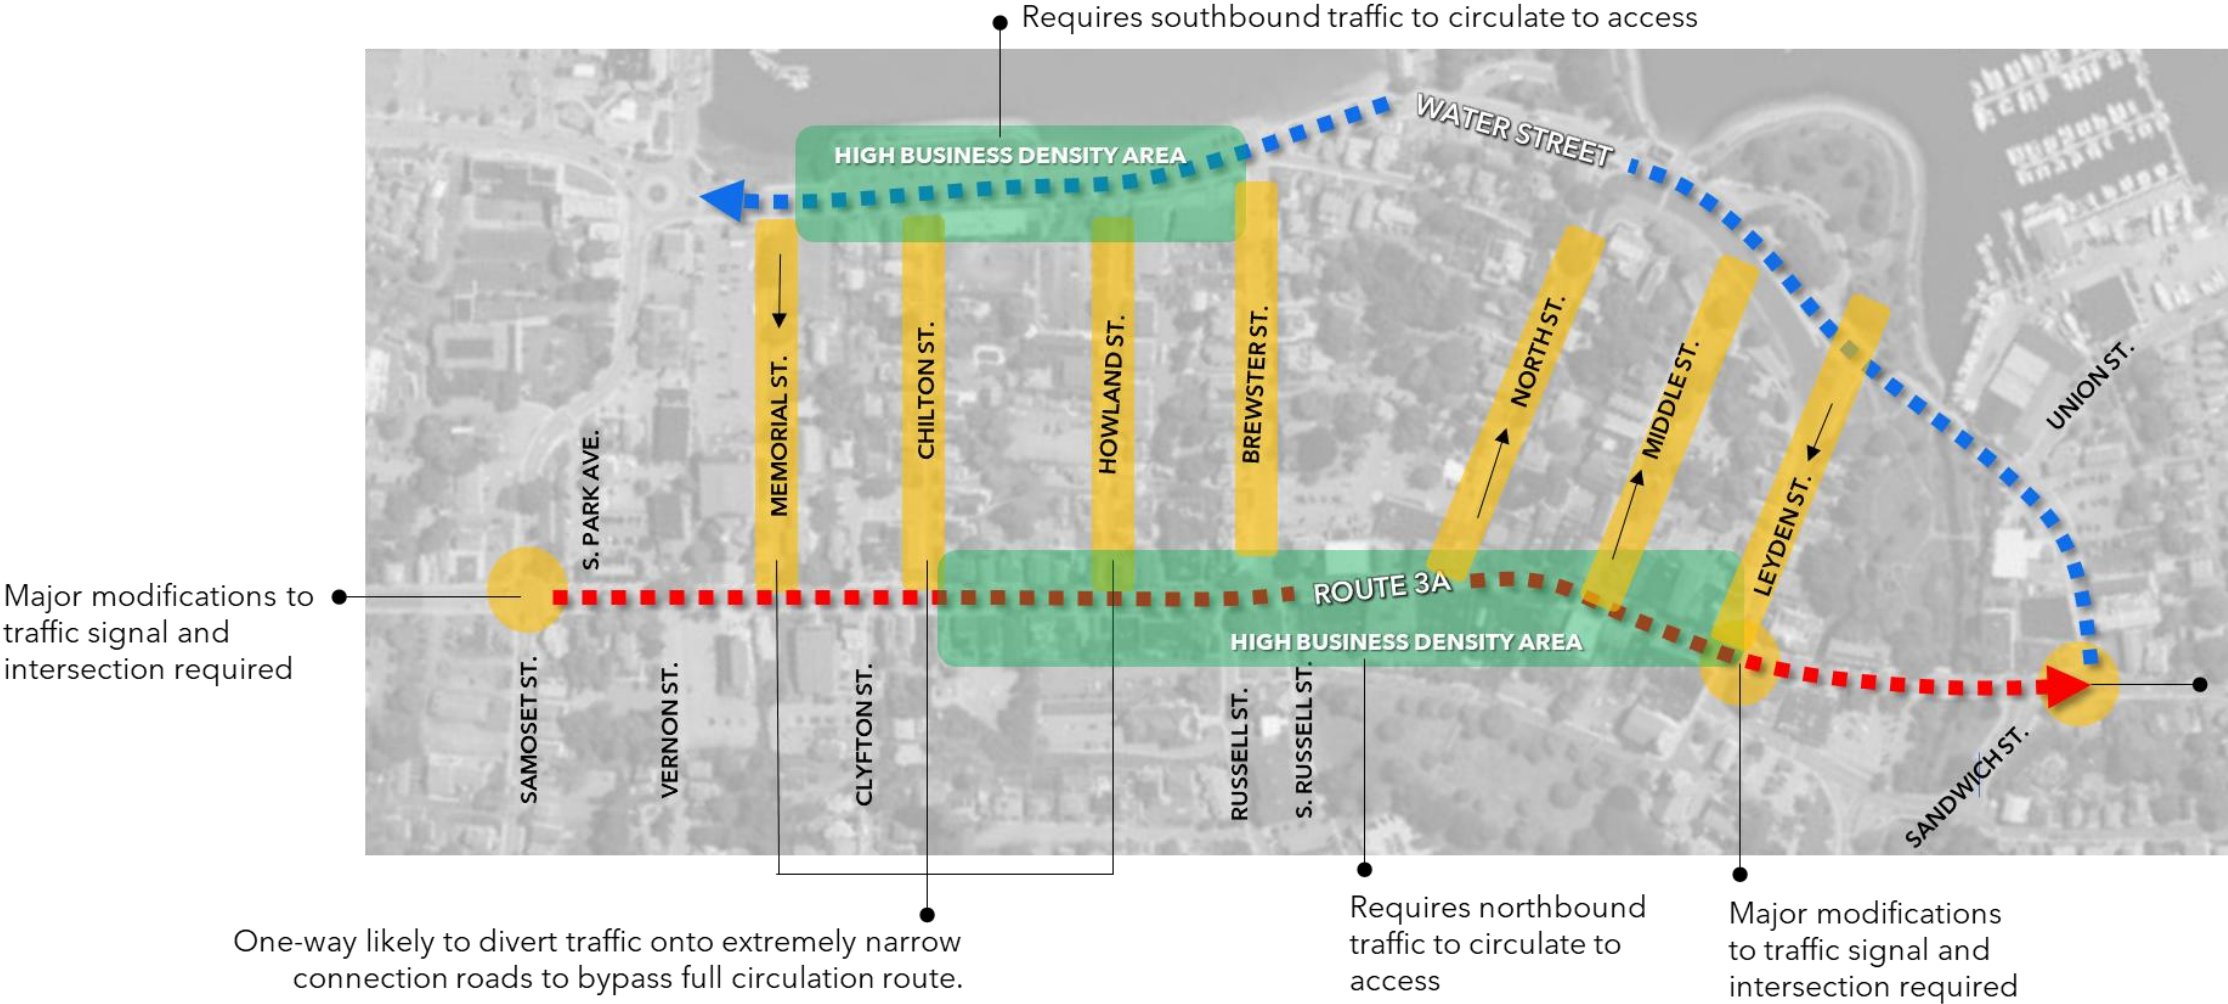 Requires southbound traffic to circulate to access
HIGH BUSINESS DENSITY AREA
WATER STREET
MEMORIAL ST.
CHILTON ST.
HOWLAND ST.
BREWSTER ST.
NORTH ST.
MIDDLE ST.
LEYDEN ST.
UNION ST.
S. PARK AVE.
Major modifications to
traffic signal and
intersection required
ROUTE 3A
HIGH BUSINESS DENSITY AREA
SAMOSET ST.
VERNON ST.
CLYFTON ST.
RUSSELL ST.
S. RUSSELL ST.
SANDWICH ST.
One-way likely to divert traffic onto extremely narrow
connection roads to bypass full circulation route.
Requires northbound
traffic to circulate to
access
Major modifications
to traffic signal and
intersection required